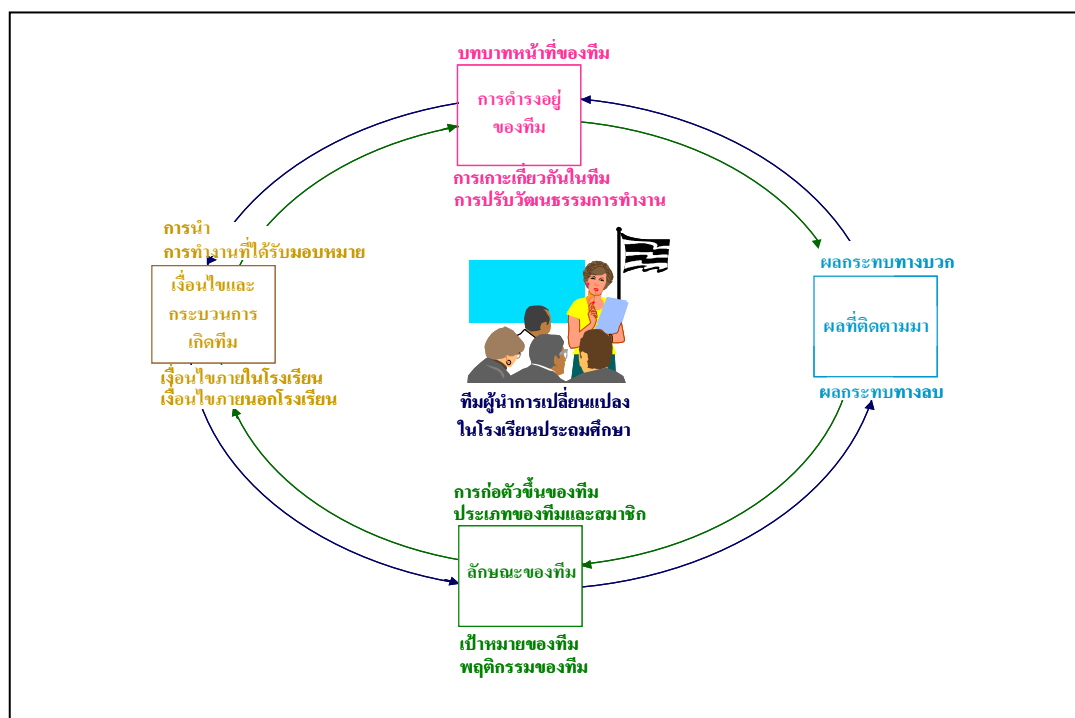 บทบาทหน้าที่ของทีม
การดำรงอยู่
ของทีม
การเกาะเกี่ยวกันในทีม
การปรับวัฒนธรรมการทำงาน
การนำ
การทำงานที่ได้รับมอบหมาย
เงื่อนไขและ
กระบวนการ
เกิดทีม
เงื่อนไขภายในโรงเรียน
เงื่อนไขภายนอกโรงเรียน
ผลกระทบทางบวก
ผลที่ติดตามมา
ผลกระทบทางลบ
ทีมผู้นำการเปลี่ยนแปลง
ในโรงเรียนประถมศึกษา
การก่อตัวขึ้นของทีม
ประเภทของทีมและสมาชิก
ลักษณะของทีม
เป้าหมายของทีม
พฤติกรรมของทีม